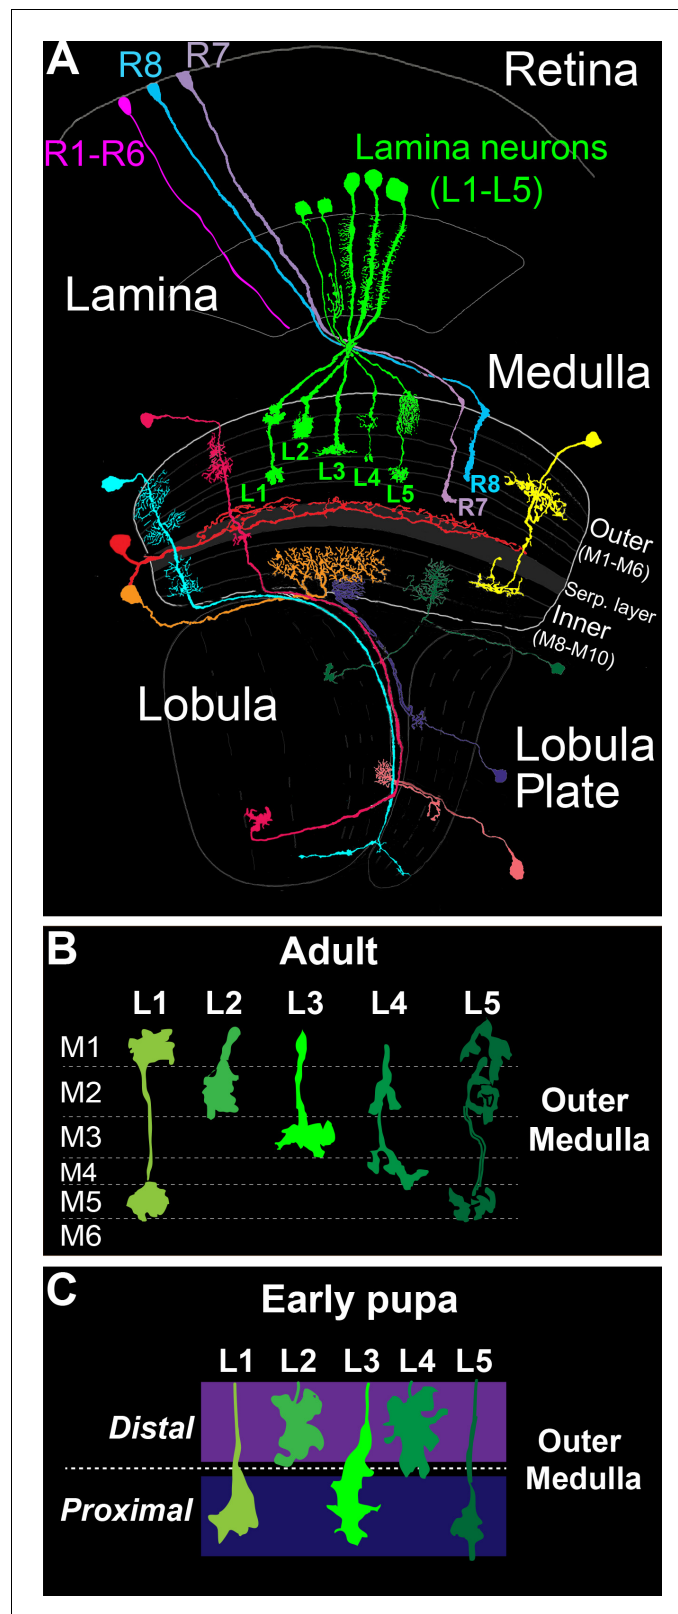 A
R8
R7
Retina
R1-R6
Lamina neurons
(L1-L5)
Lamina
Medulla
L2
L3
L4
L1
L5
R8
R7
Outer
(M1-M6)
Serp. layer
Inner
(M8-M10)
Lobula
Lobula
Plate
B
Adult
L1 L2 L3 L4 L5
M1
M2
M3
M4
M5
M6
Outer
Medulla
C
Early pupa
L1 L2 L3 L4 L5
Distal
Proximal
Outer
Medulla